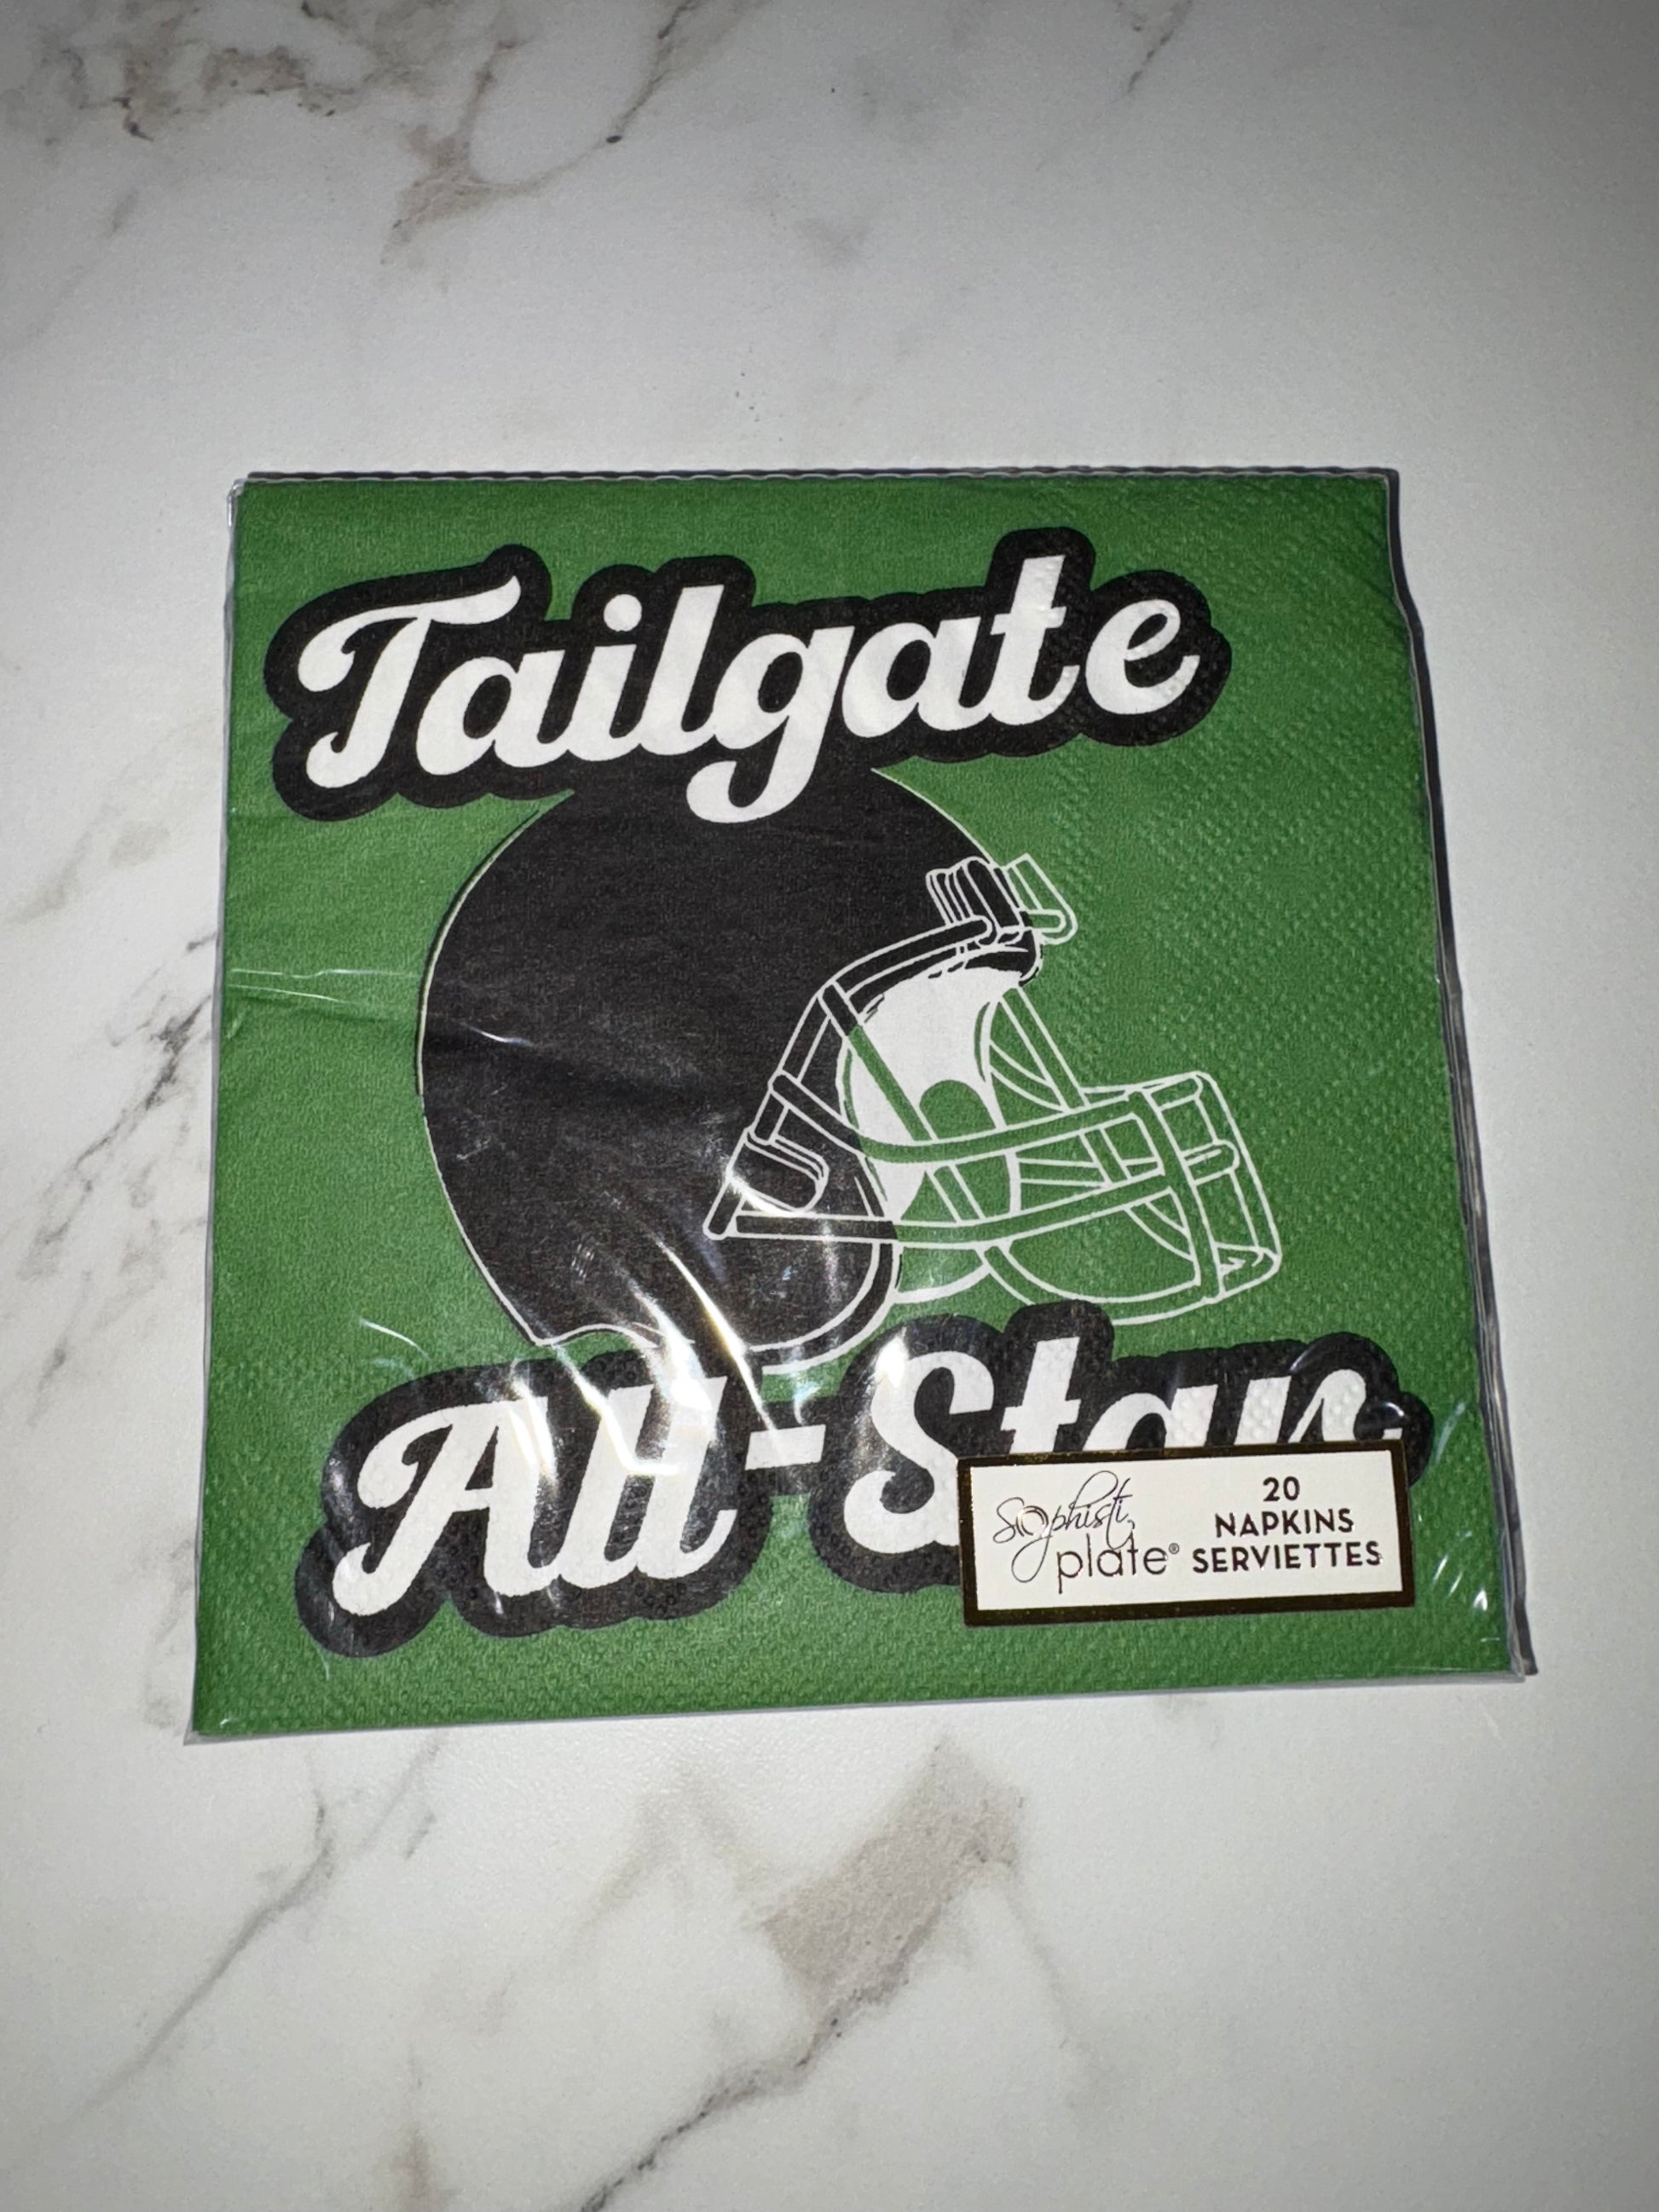 Tailgate
All-Star
Sophisti
plate®
20
NAPKINS
SERVIETTES